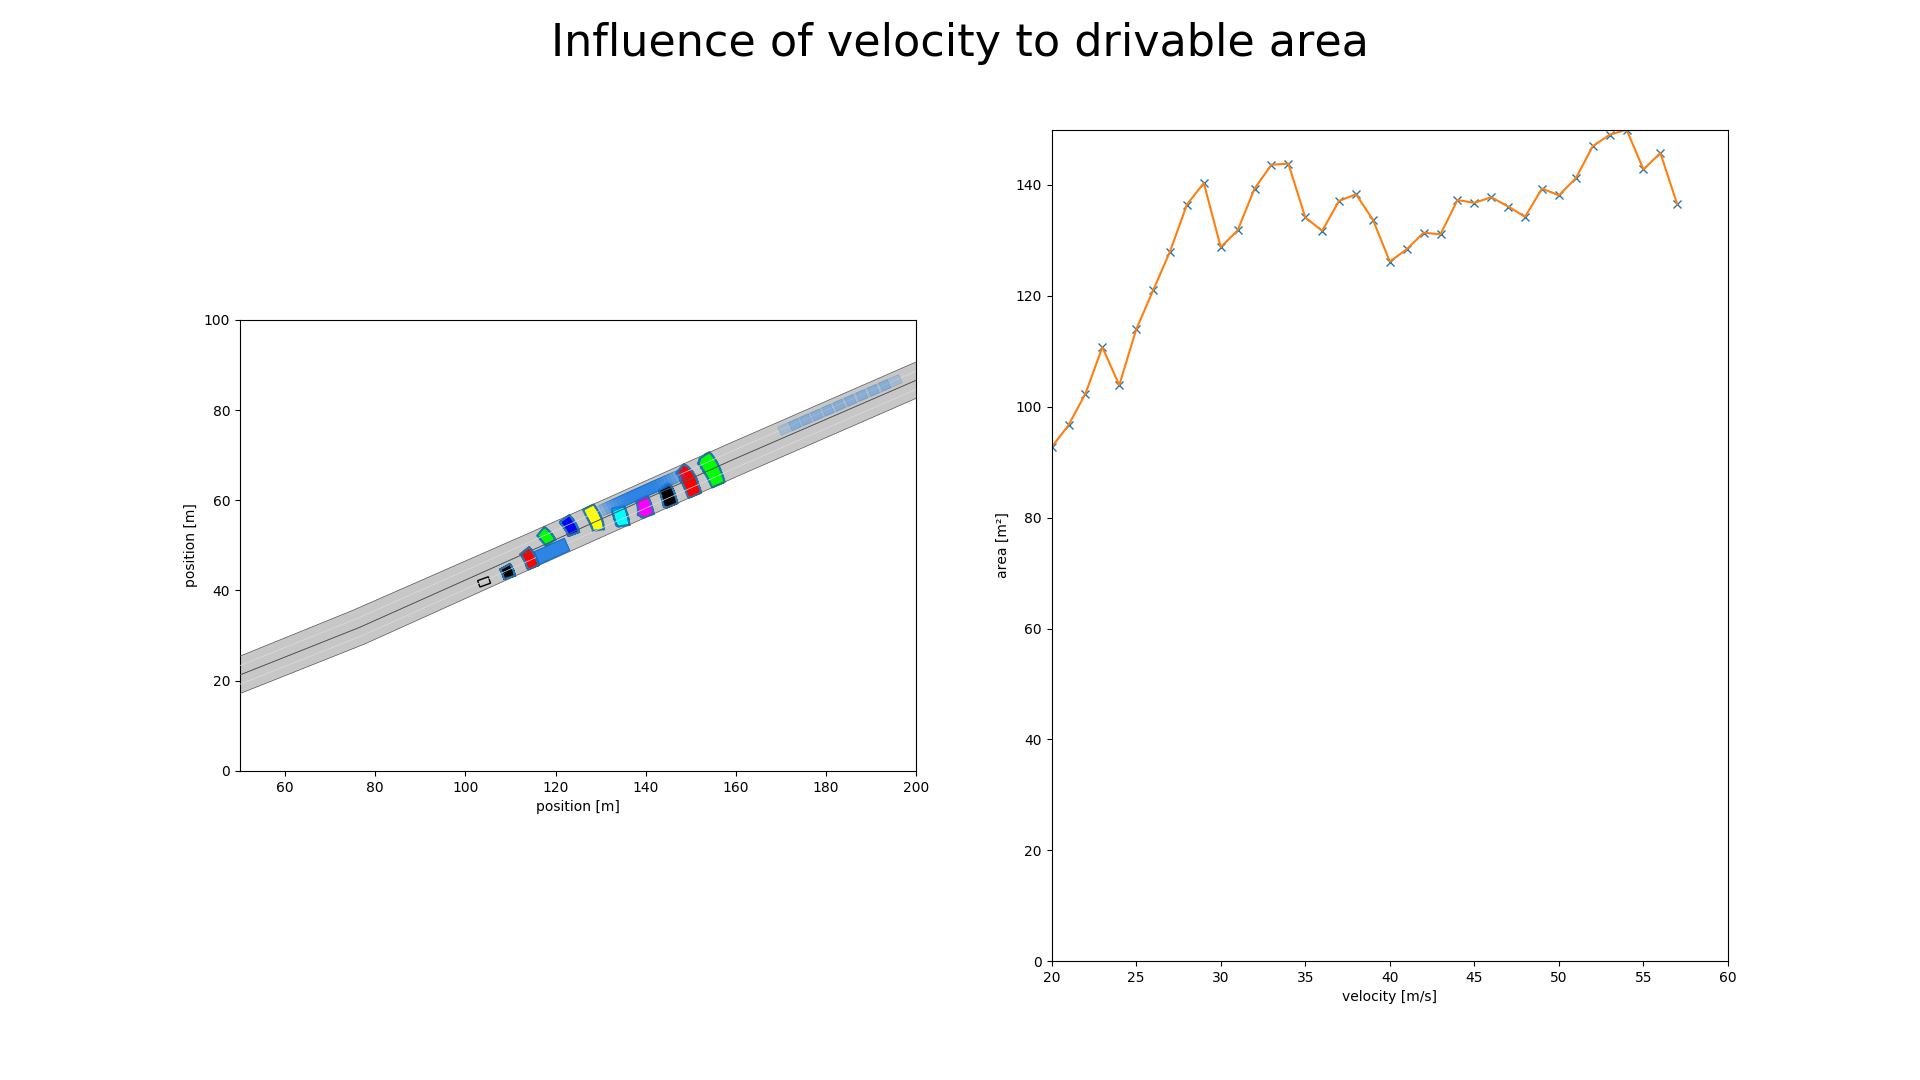 Influence of velocity to drivable area
100
80
60
40
20
0
position [m]
60 80 100 120 140 160 180 200
position [m]
140
120
100
80
60
40
20
0
area [m²]
20 25 30 35 40 45 50 55 60
velocity [m/s]